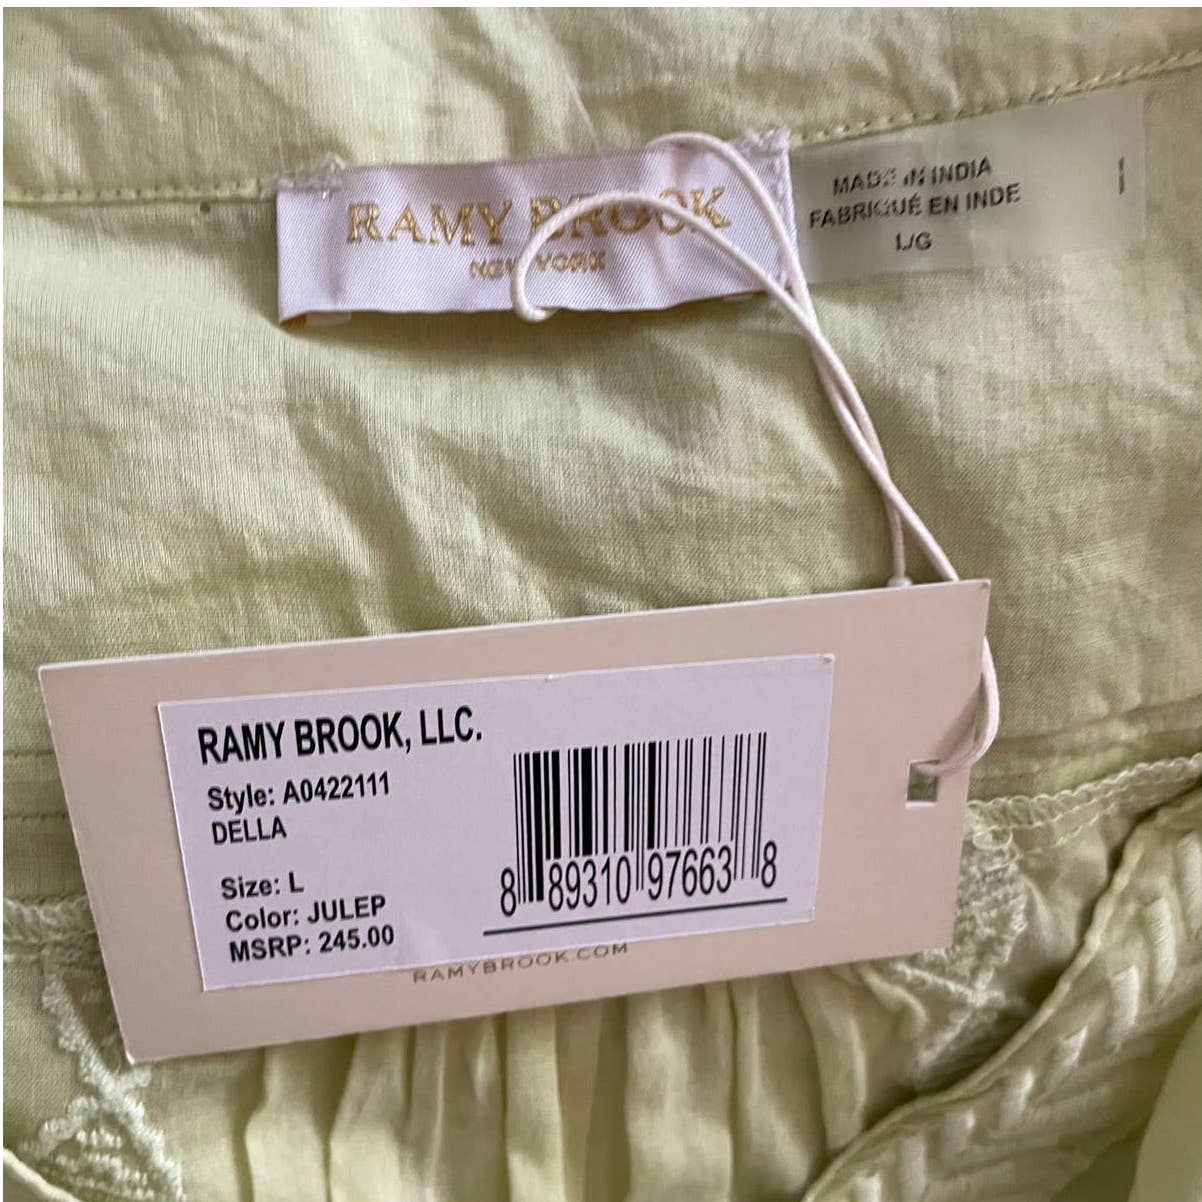 RAMY BROOK
NEW YORK
MADE IN INDIA
FABRIQUÉ EN INDE
L/G
RAMY BROOK, LLC.
Style: A0422111
DELLA
Size: L
Color: JULEP
MSRP: 245.00
8 89310 97663 8
RAMYBROOK.COM